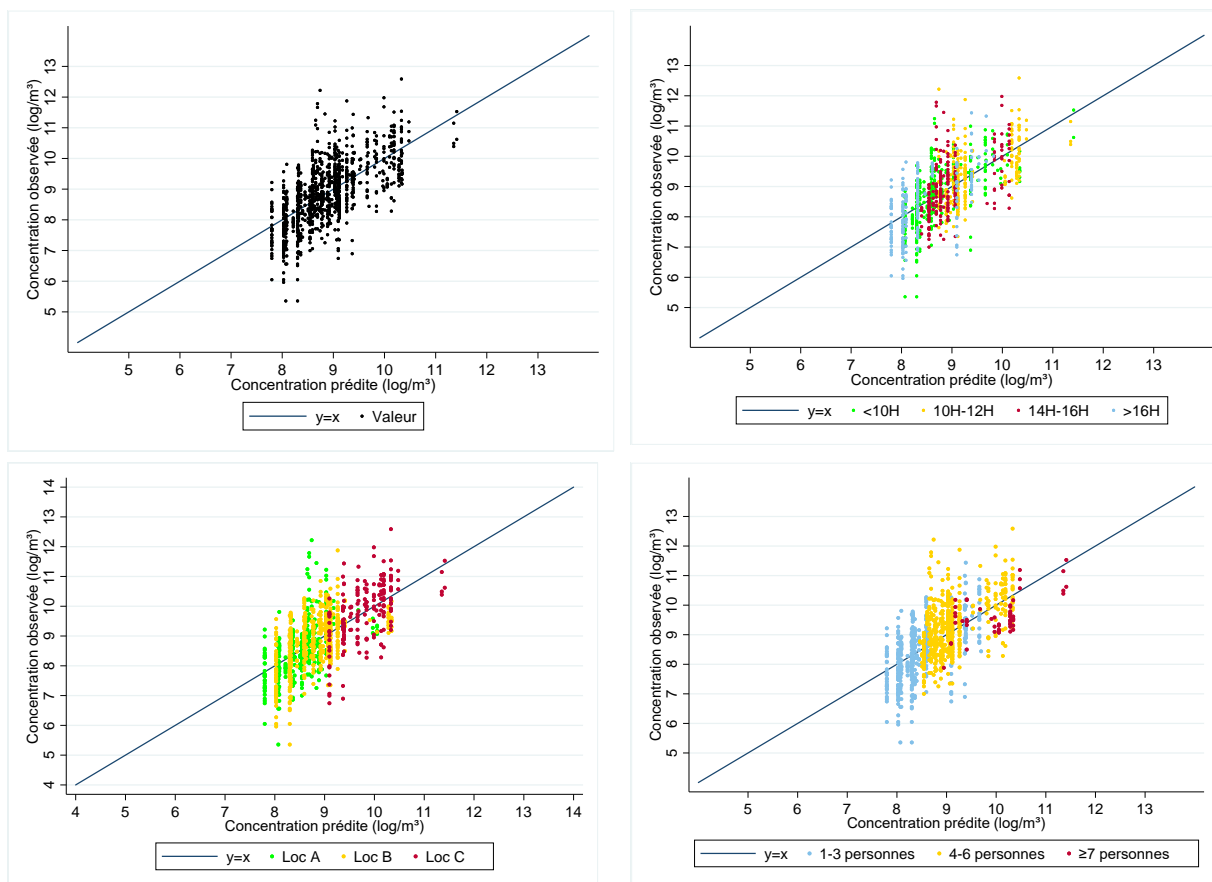 Concentration observée (log/m³)
13
12
11
10
9
8
7
6
5
5 6 7 8 9 10 11 12 13
Concentration prédite (log/m³)
y=x Valeur
Concentration observée (log/m³)
13
12
11
10
9
8
7
6
5
5 6 7 8 9 10 11 12 13
Concentration prédite (log/m³)
y=x <10H 10H-12H 14H-16H >16H
Concentration observée (log/m³)
14
13
12
11
10
9
8
7
6
5
4
4 5 6 7 8 9 10 11 12 13 14
Concentration prédite (log/m³)
y=x Loc A Loc B Loc C
Concentration observée (log/m³)
13
12
11
10
9
8
7
6
5
5 6 7 8 9 10 11 12 13
Concentration prédite (log/m³)
y=x 1-3 personnes 4-6 personnes ≥7 personnes